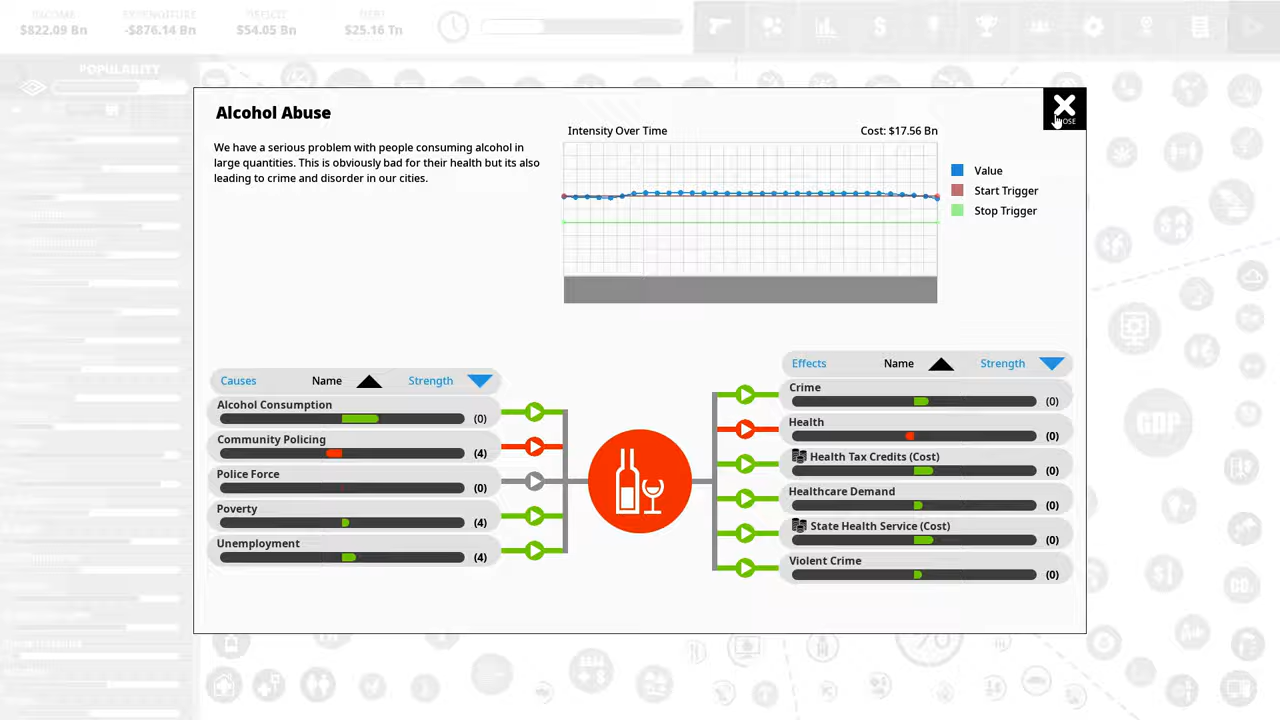 INCOME
$822.09 Bn
EXPENDITURE
-$876.14 Bn
DEFICIT
$54.05 Bn
DEBT
$25.16 Tn
POPULARITY
Alcohol Abuse
We have a serious problem with people consuming alcohol in
large quantities. This is obviously bad for their health but its also
leading to crime and disorder in our cities.
Intensity Over Time
Cost: $17.56 Bn
Value
Start Trigger
Stop Trigger
Causes Name Strength
Alcohol Consumption
(0)
Community Policing
(4)
Police Force
(0)
Poverty
(4)
Unemployment
(4)
Effects Name Strength
Crime
(0)
Health
(0)
Health Tax Credits (Cost)
(0)
Healthcare Demand
(0)
State Health Service (Cost)
(0)
Violent Crime
(0)
GDP